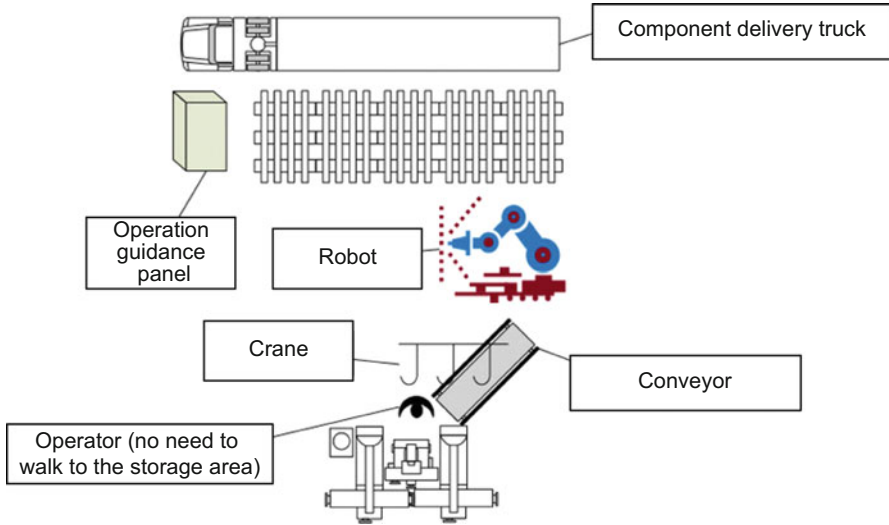 Component delivery truck
Operation
guidance
panel
Robot
Crane
Conveyor
Operator (no need to
walk to the storage area)